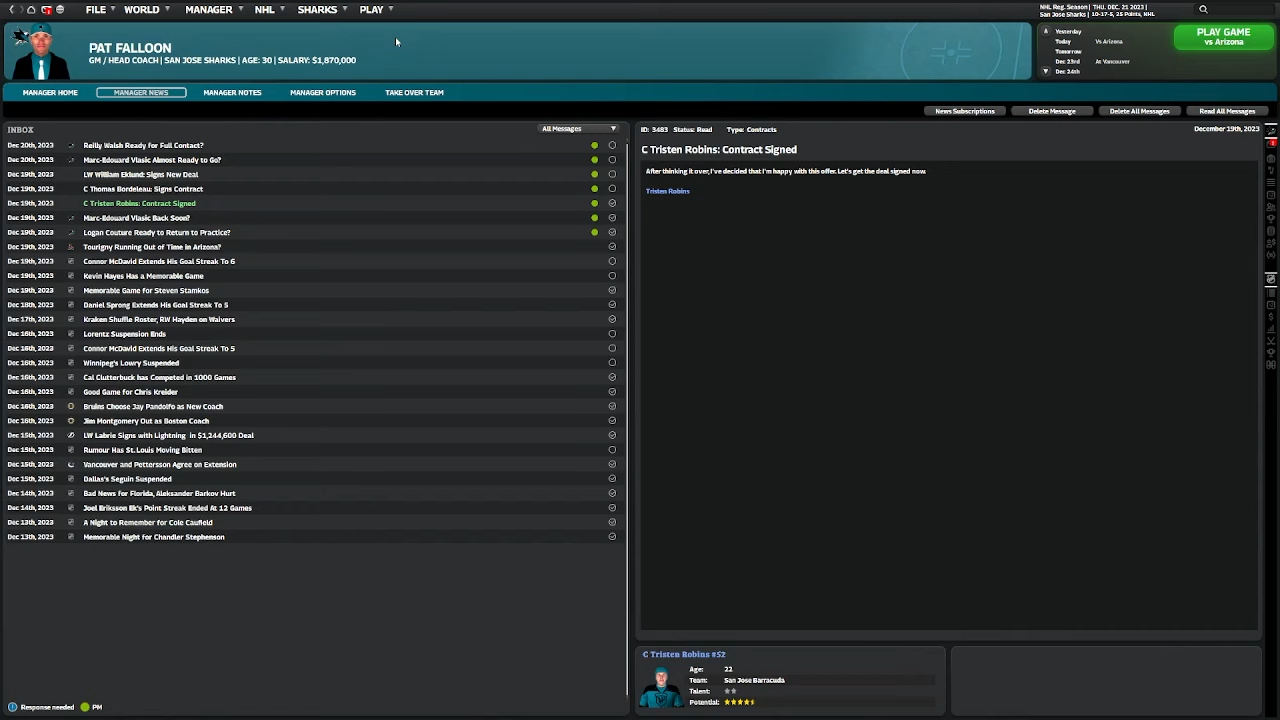 FILE WORLD MANAGER NHL SHARKS PLAY
NHL Reg. Season | THU. DEC. 21 2023 |
San Jose Sharks | 10-17-5, 25 Points, NHL
PAT FALLOON
GM / HEAD COACH | SAN JOSE SHARKS | AGE: 30 | SALARY: $1,870,000
Yesterday
Today Vs Arizona
Tomorrow
Dec 23rd At Vancouver
Dec 24th
PLAY GAME
vs Arizona
MANAGER HOME MANAGER NEWS MANAGER NOTES MANAGER OPTIONS TAKE OVER TEAM
News Subscriptions Delete Message Delete All Messages Read All Messages
INBOX All Messages
Dec 20th, 2023 Reilly Walsh Ready for Full Contact?
Dec 20th, 2023 Marc-Edouard Vlasic Almost Ready to Go?
Dec 19th, 2023 LW William Eklund: Signs New Deal
Dec 19th, 2023 C Thomas Bordeleau: Signs Contract
Dec 19th, 2023 C Tristen Robins: Contract Signed
Dec 19th, 2023 Marc-Edouard Vlasic Back Soon?
Dec 19th, 2023 Logan Couture Ready to Return to Practice?
Dec 19th, 2023 Tourigny Running Out of Time in Arizona?
Dec 19th, 2023 Connor McDavid Extends His Goal Streak To 6
Dec 19th, 2023 Kevin Hayes Has a Memorable Game
Dec 19th, 2023 Memorable Game for Steven Stamkos
Dec 18th, 2023 Daniel Sprong Extends His Goal Streak To 5
Dec 17th, 2023 Kraken Shuffle Roster, RW Hayden on Waivers
Dec 16th, 2023 Lorentz Suspension Ends
Dec 16th, 2023 Connor McDavid Extends His Goal Streak To 5
Dec 16th, 2023 Winnipeg's Lowry Suspended
Dec 16th, 2023 Cal Clutterbuck has Competed in 1000 Games
Dec 16th, 2023 Good Game for Chris Kreider
Dec 16th, 2023 Bruins Choose Jay Pandolfo as New Coach
Dec 16th, 2023 Jim Montgomery Out as Boston Coach
Dec 15th, 2023 LW Labrie Signs with Lightning in $1,244,600 Deal
Dec 15th, 2023 Rumour Has St. Louis Moving Bitten
Dec 15th, 2023 Vancouver and Pettersson Agree on Extension
Dec 15th, 2023 Dallas's Seguin Suspended
Dec 14th, 2023 Bad News for Florida, Aleksander Barkov Hurt
Dec 14th, 2023 Joel Eriksson Ek's Point Streak Ended At 12 Games
Dec 13th, 2023 A Night to Remember for Cole Caufield
Dec 13th, 2023 Memorable Night for Chandler Stephenson
Response needed PM
ID: 3483 Status: Read Type: Contracts December 19th, 2023
C Tristen Robins: Contract Signed
After thinking it over, I've decided that I'm happy with this offer. Let's get the deal signed now.
Tristen Robins
C Tristen Robins #52
Age: 22
Team: San Jose Barracuda
Talent:
Potential: